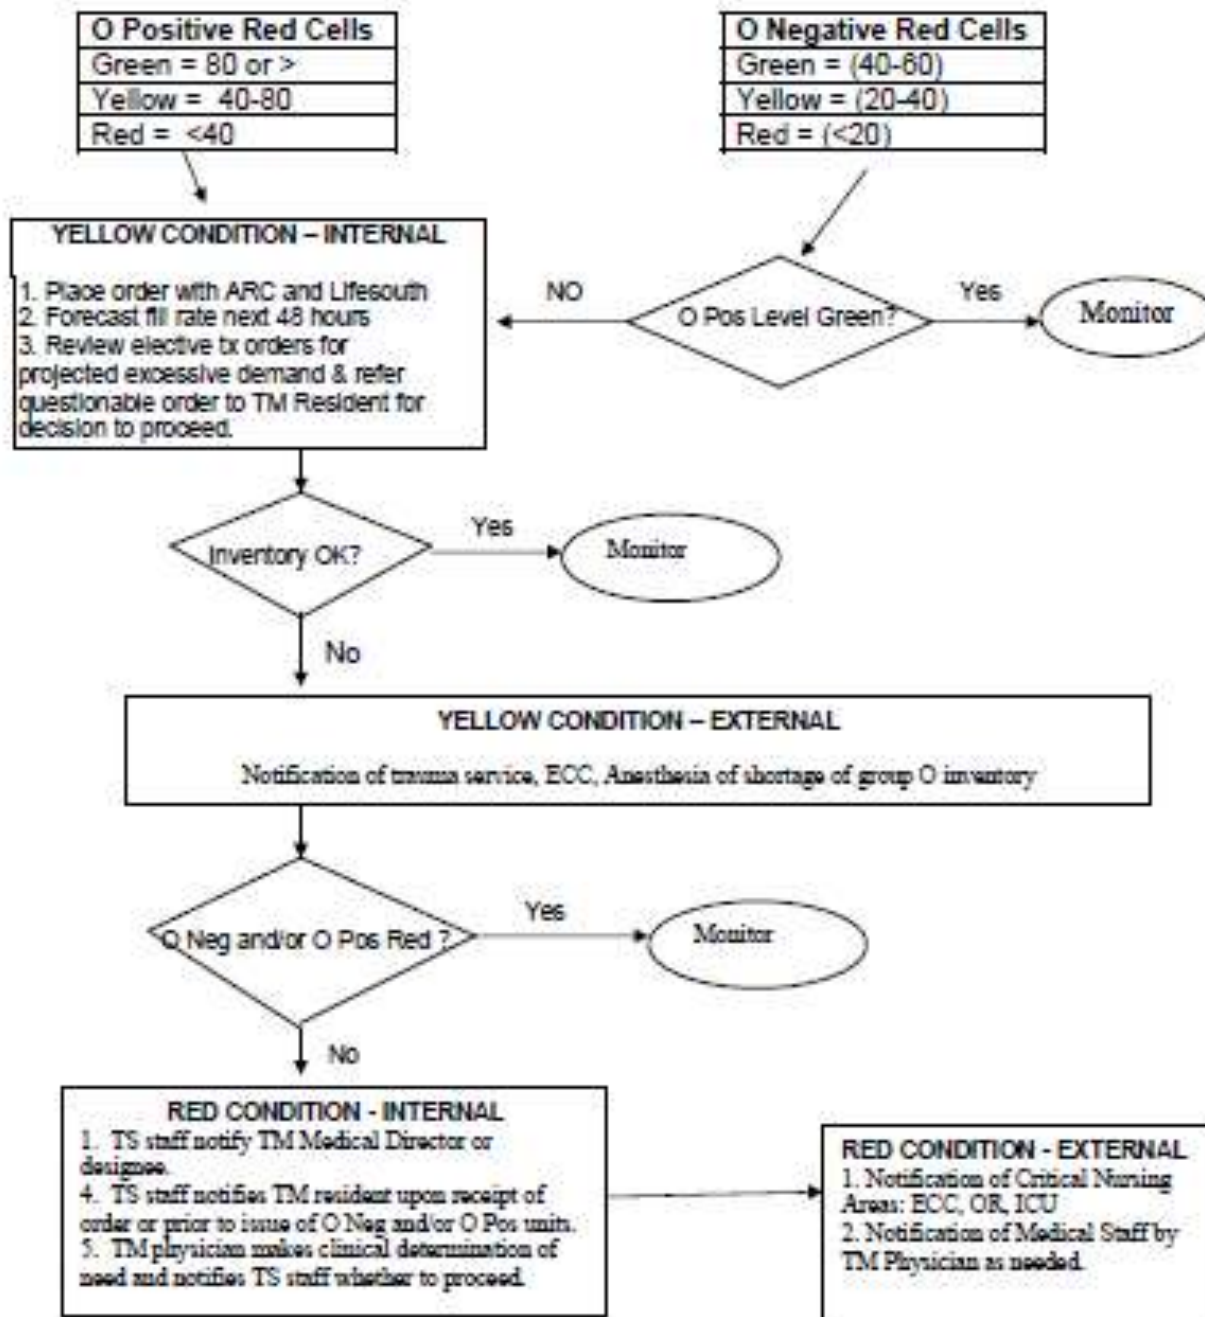 O Positive Red Cells
Green = 80 or >
Yellow = 40-80
Red = <40
O Negative Red Cells
Green = (40-60)
Yellow = (20-40)
Red = (<20)
YELLOW CONDITION – INTERNAL
1. Place order with ARC and Lifesouth
2. Forecast fill rate next 48 hours
3. Review elective tx orders for
projected excessive demand & refer
questionable order to TM Resident for
decision to proceed.
NO
O Pos Level Green?
Yes
Monitor
Inventory OK?
Yes
Monitor
No
YELLOW CONDITION – EXTERNAL
Notification of trauma service, ECC, Anesthesia of shortage of group O inventory
O Neg and/or O Pos Red ?
Yes
Monitor
No
RED CONDITION - INTERNAL
1. TS staff notify TM Medical Director or
designee.
4. TS staff notifies TM resident upon receipt of
order or prior to issue of O Neg and/or O Pos units.
5. TM physician makes clinical determination of
need and notifies TS staff whether to proceed.
RED CONDITION - EXTERNAL
1. Notification of Critical Nursing
Areas: ECC, OR, ICU
2. Notification of Medical Staff by
TM Physician as needed.